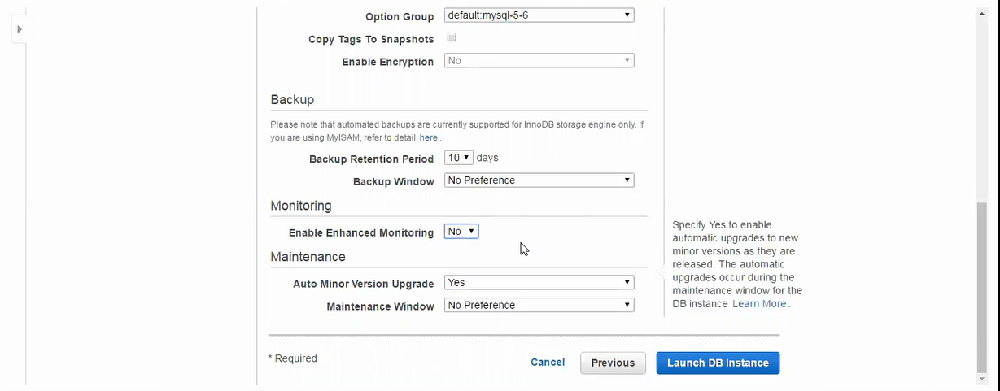 Option Group default:mysql-5-6
Copy Tags To Snapshots
Enable Encryption No
Backup
Please note that automated backups are currently supported for InnoDB storage engine only. If
you are using MyISAM, refer to detail here .
Backup Retention Period 10 days
Backup Window No Preference
Monitoring
Enable Enhanced Monitoring No
Maintenance
Auto Minor Version Upgrade Yes
Maintenance Window No Preference
Specify Yes to enable
automatic upgrades to new
minor versions as they are
released. The automatic
upgrades occur during the
maintenance window for the
DB instance Learn More .
* Required
Cancel Previous Launch DB Instance